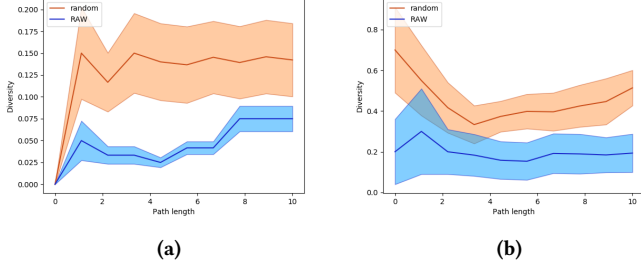 random
RAW
0.200
0.175
0.150
0.125
0.100
0.075
0.050
0.025
0.000
Diversity
0 2 4 6 8 10
Path length
(a)
random
RAW
0.8
0.6
0.4
0.2
0.0
Diversity
0 2 4 6 8 10
Path length
(b)